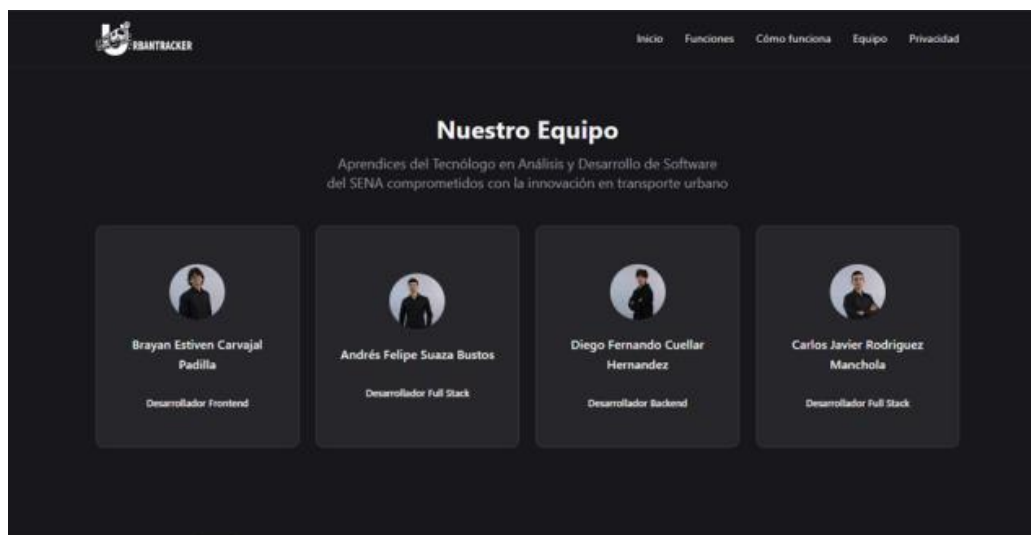 URBANTRACKER
Inicio Funciones Cómo funciona Equipo Privacidad
Nuestro Equipo
Aprendices del Tecnólogo en Análisis y Desarrollo de Software
del SENA comprometidos con la innovación en transporte urbano
Brayan Estiven Carvajal
Padilla
Desarrollador Frontend
Andrés Felipe Suaza Bustos
Desarrollador Full Stack
Diego Fernando Cuellar
Hernandez
Desarrollador Backend
Carlos Javier Rodriguez
Manchola
Desarrollador Full Stack